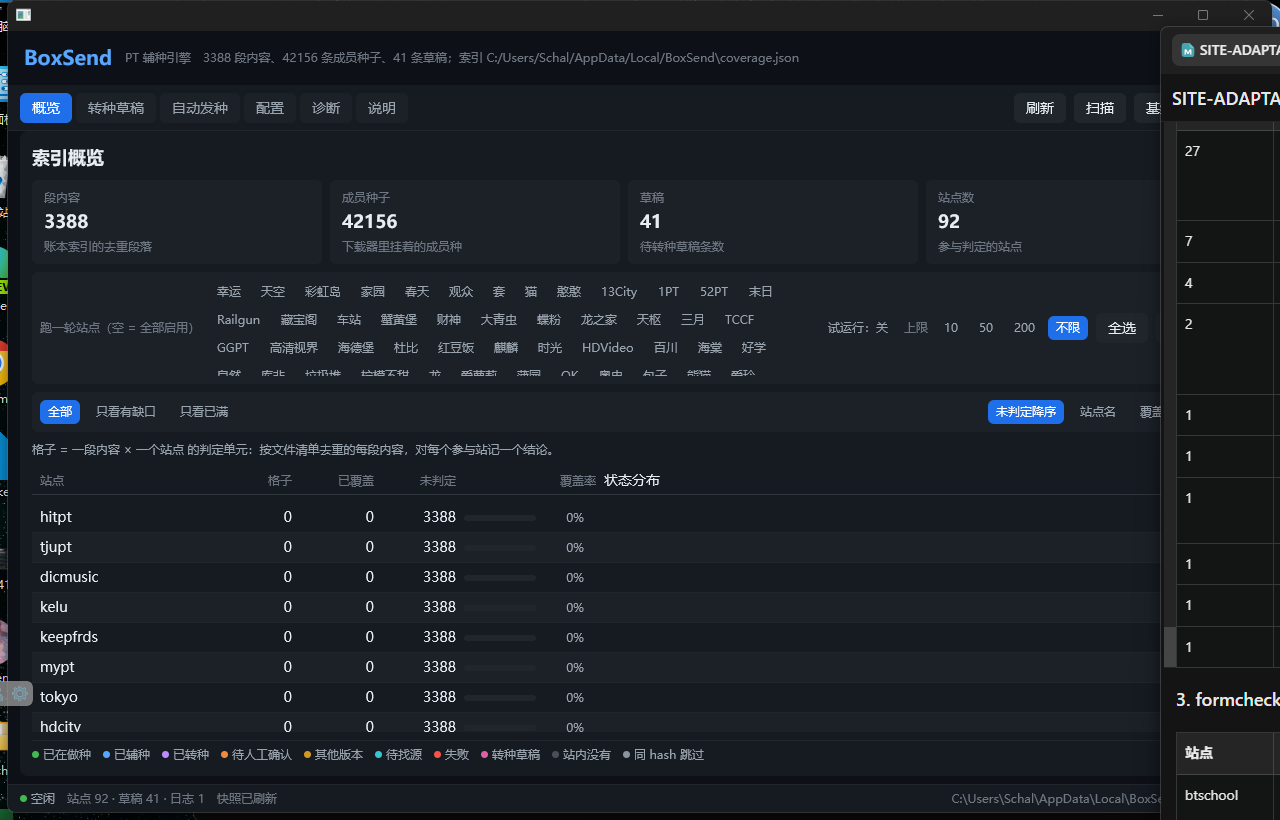 BoxSend PT 辅种引擎 3388 段内容、42156 条成员种子、41 条草稿；索引 C:/Users/Schal/AppData/Local/BoxSend\coverage.json
概览 转种草稿 自动发种 配置 诊断 说明 刷新 扫描
索引概览
段内容 成员种子 草稿 站点数
3388 42156 41 92
账本索引的去重段落 下载器里挂着的成员种 待转种草稿条数 参与判定的站点
跑一轮站点（空 = 全部启用）
幸运 天空 彩虹岛 家园 春天 观众 套 猫 憨憨 13City 1PT 52PT 末日
Railgun 藏宝阁 车站 蟹黄堡 财神 大青虫 蝶粉 龙之家 天枢 三月 TCCF
GGPT 高清视界 海德堡 杜比 红豆饭 麒麟 时光 HDVideo 百川 海棠 好学
试运行：关 上限 10 50 200 不限 全选
全部 只看有缺口 只看已满 未判定降序 站点名 覆盖
格子 = 一段内容 × 一个站点 的判定单元：按文件清单去重的每段内容，对每个参与站记一个结论。
站点 格子 已覆盖 未判定 覆盖率 状态分布
hitpt 0 0 3388 0%
tjupt 0 0 3388 0%
dicmusic 0 0 3388 0%
kelu 0 0 3388 0%
keepfrds 0 0 3388 0%
mypt 0 0 3388 0%
tokyo 0 0 3388 0%
hdcity 0 0 3388 0%
已在做种 已辅种 已转种 待人工确认 其他版本 待找源 失败 转种草稿 站内没有 同 hash 跳过
空闲 站点 92 · 草稿 41 · 日志 1 快照已刷新 C:\Users\Schal\AppData\Local\BoxSe
SITE-ADAPTA
SITE-ADAPTA
27
7
4
2
1
1
1
1
1
1
3. formcheck
站点
btschool